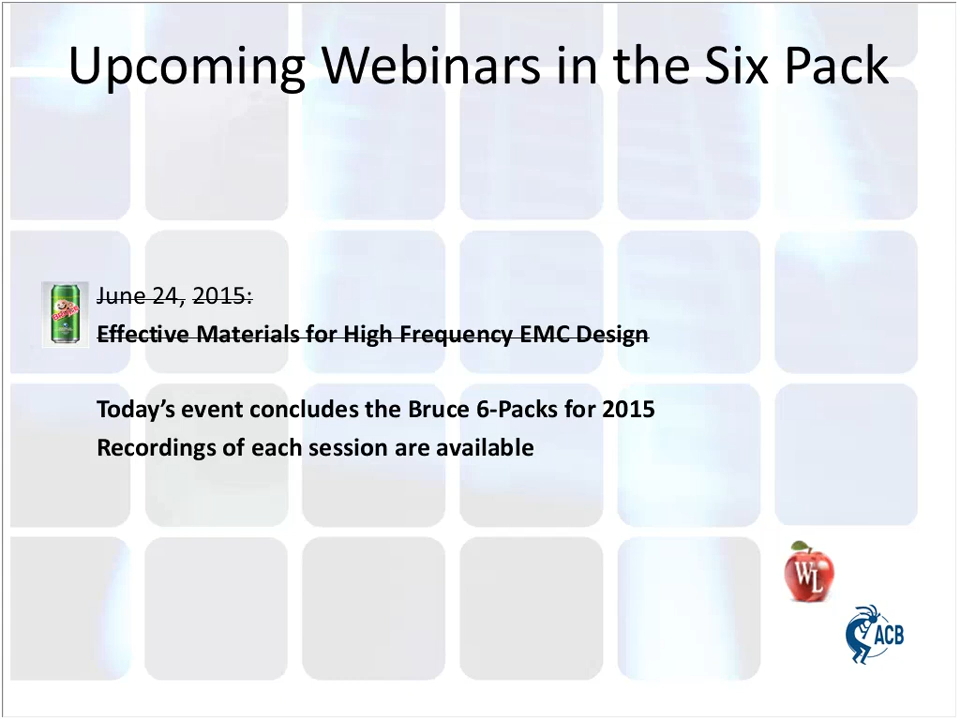 Upcoming Webinars in the Six Pack
June 24, 2015:
Effective Materials for High Frequency EMC Design
Today’s event concludes the Bruce 6-Packs for 2015
Recordings of each session are available
WL
ACB